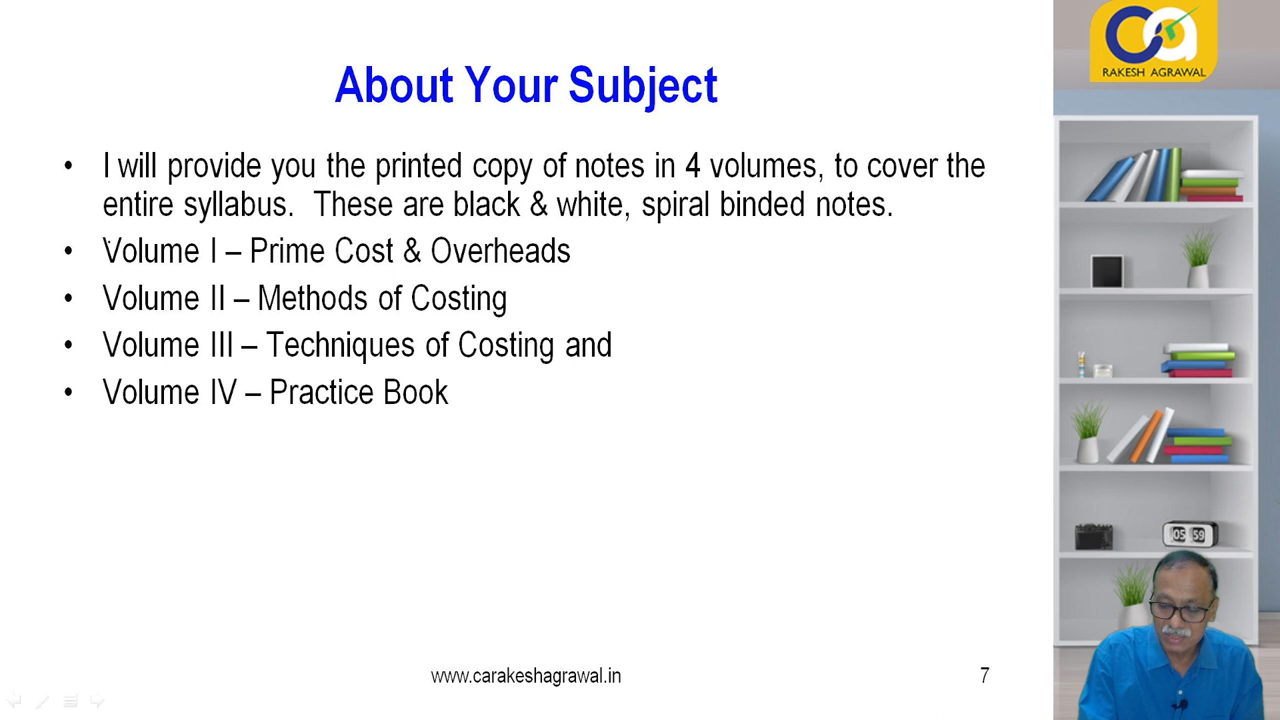 RAKESH AGRAWAL
About Your Subject
• I will provide you the printed copy of notes in 4 volumes, to cover the
entire syllabus. These are black & white, spiral binded notes.
• Volume I – Prime Cost & Overheads
• Volume II – Methods of Costing
• Volume III – Techniques of Costing and
• Volume IV – Practice Book
05 59
www.carakeshagrawal.in
7